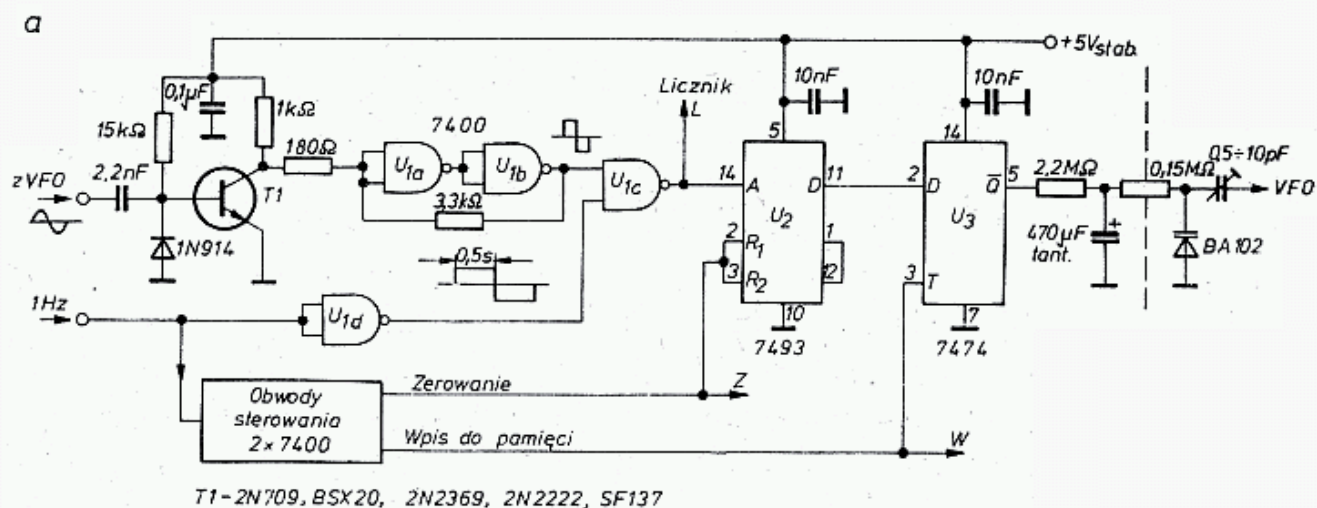 a
+5Vstab.
0,1µF
1kΩ
15kΩ
7400
Licznik
L
10nF
10nF
2,2nF
180Ω
U1a
U1b
U1c
5
14
zVFO
T1
3,3kΩ
14 A
D 11
2 D
Q̅ 5
2,2MΩ
0,15MΩ
0,5÷10pF
VFO
1N914
0,5s
U2
U3
2 R1
3 R2
1
12
470µF
tant.
+
BA102
3 T
1Hz
U1d
10
7
7493
7474
Zerowanie
Z
Obwody
sterowania
2×7400
Wpis do pamięci
W
T1-2N709, BSX20, 2N2369, 2N2222, SF137